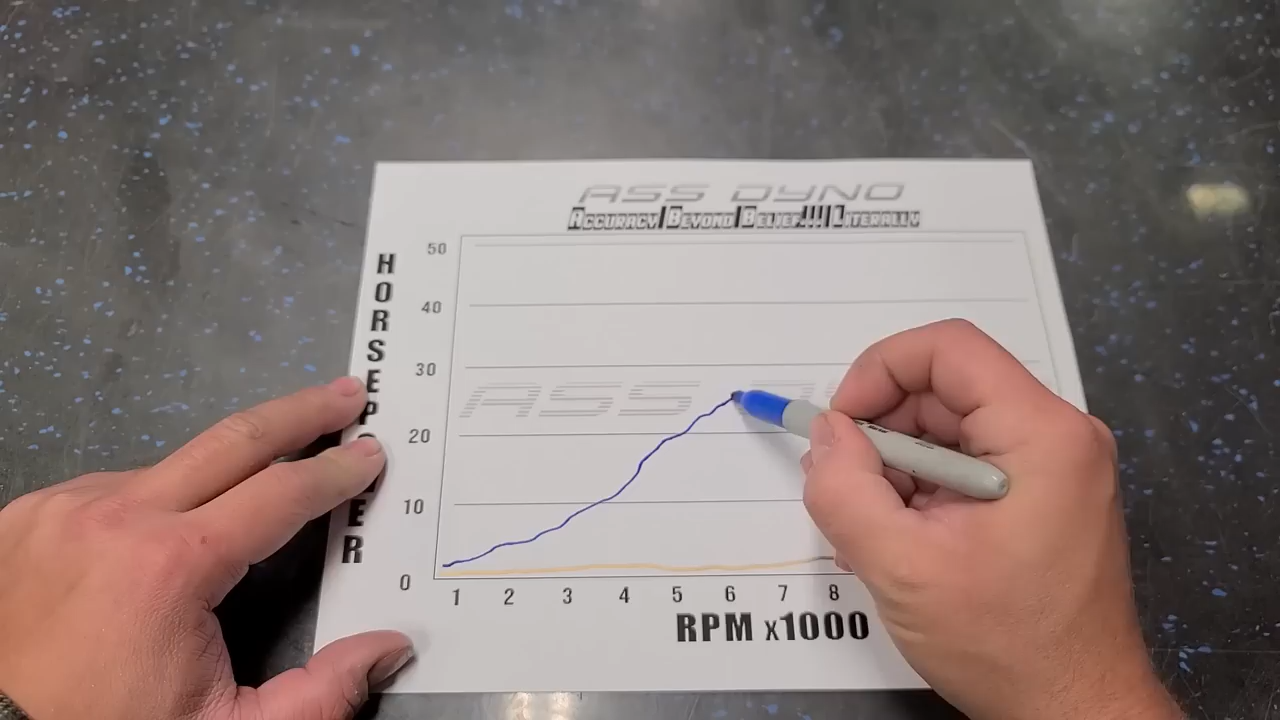 ASS DYNO
ACCURACY BEYOND BELIEF!!! LITERALLY
HORSEPOWER
50
40
30
20
10
0
ASS
1 2 3 4 5 6 7 8
RPM x1000